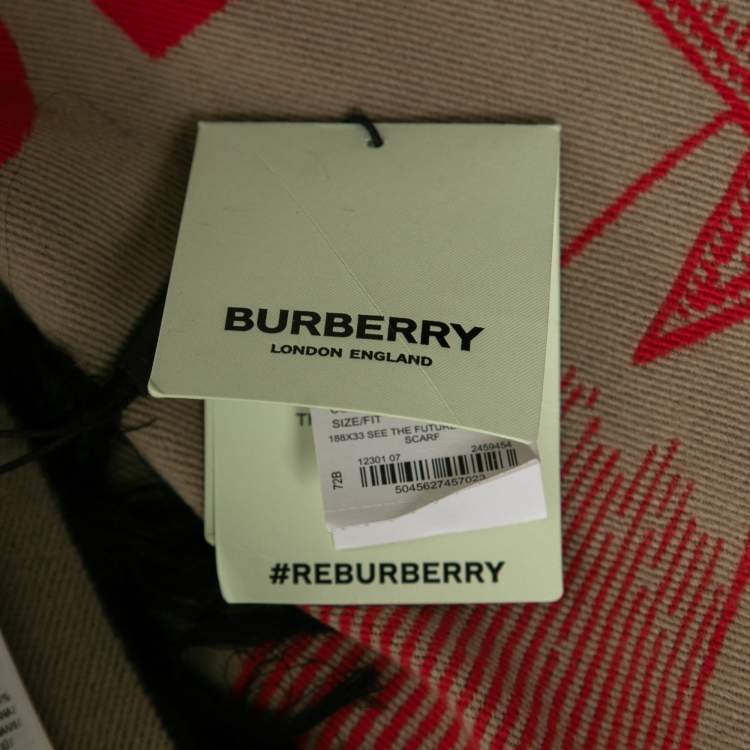 BURBERRY
LONDON ENGLAND
SIZE/FIT
188X33 SEE THE FUTURE
SCARF
12301 07
2459454
72B
5045627457023
#REBURBERRY